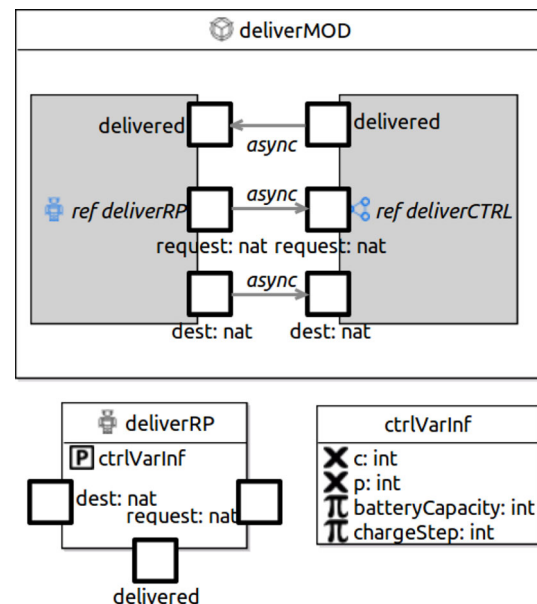 deliverMOD
delivered
delivered
async
ref deliverRP
async
ref deliverCTRL
request: nat
request: nat
async
dest: nat
dest: nat
deliverRP
P ctrlVarInf
dest: nat
request: nat
delivered
ctrlVarInf
X c: int
X p: int
π batteryCapacity: int
π chargeStep: int